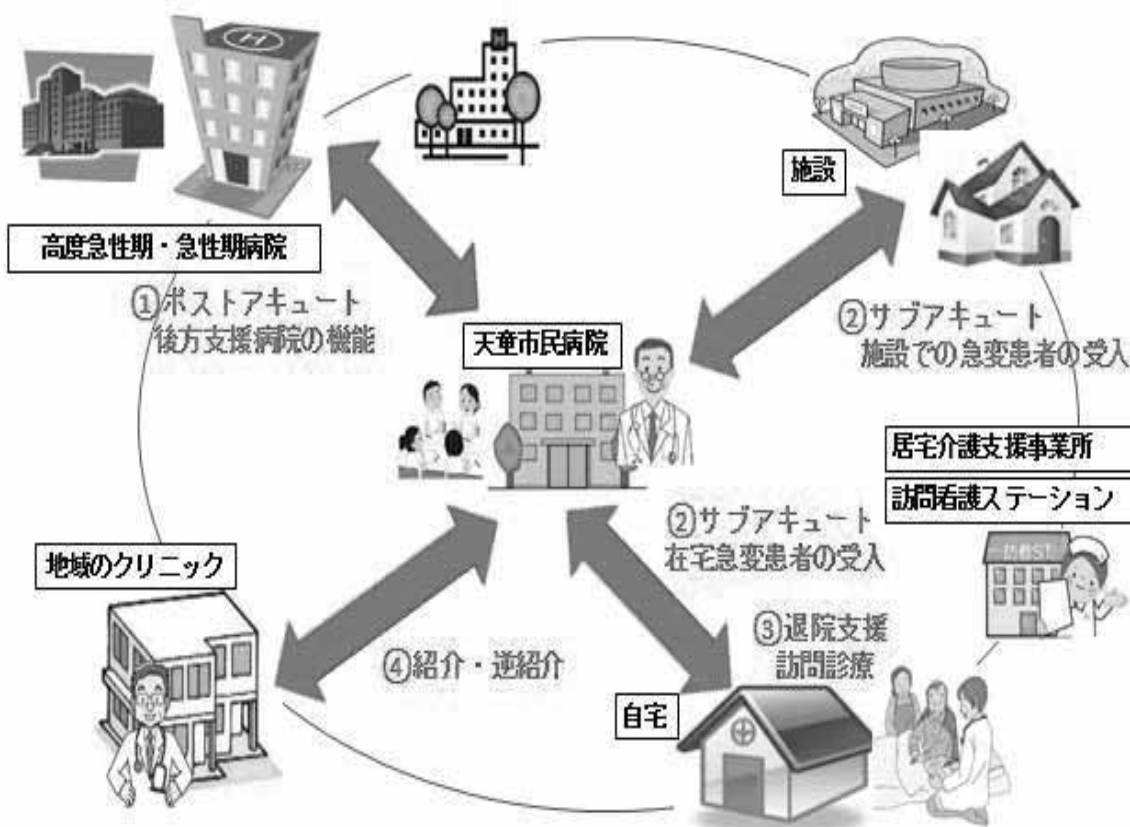 施設
高度急性期・急性期病院
①ポストアキュート
後方支援病院の機能
天童市民病院
②サブアキュート
施設での急変患者の受入
居宅介護支援事業所
訪問看護ステーション
②サブアキュート
在宅急変患者の受入
地域のクリニック
③退院支援
訪問診療
④紹介・逆紹介
自宅
H
H